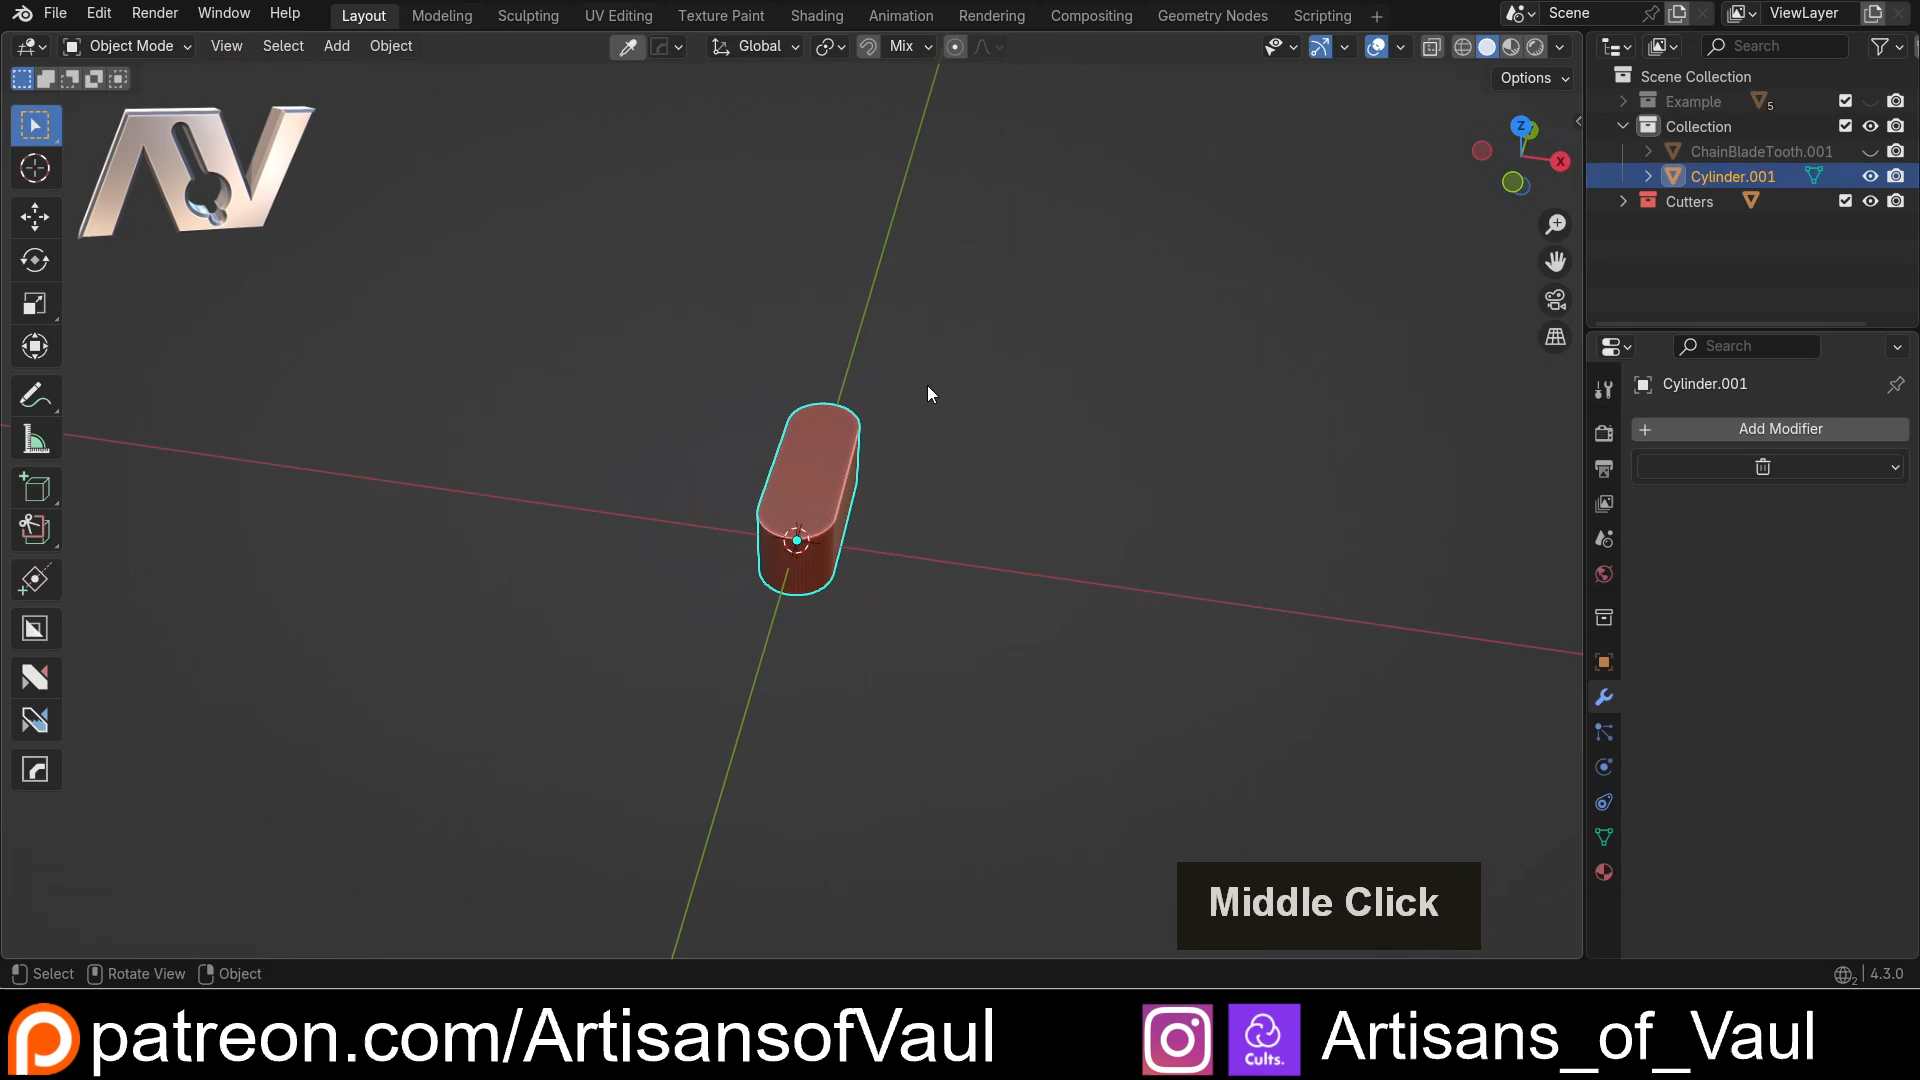 File Edit Render Window Help Layout Modeling Sculpting UV Editing Texture Paint Shading Animation Rendering Compositing Geometry Nodes Scripting + Scene ViewLayer
Object Mode View Select Add Object Global Mix Search
Options
Scene Collection
Example 5
Collection
ChainBladeTooth.001
Cylinder.001
Cutters
Z
X
Search
Cylinder.001
+ Add Modifier
Middle Click
Select Rotate View Object 2 4.3.0
patreon.com/ArtisansofVaul Cults. Artisans_of_Vaul